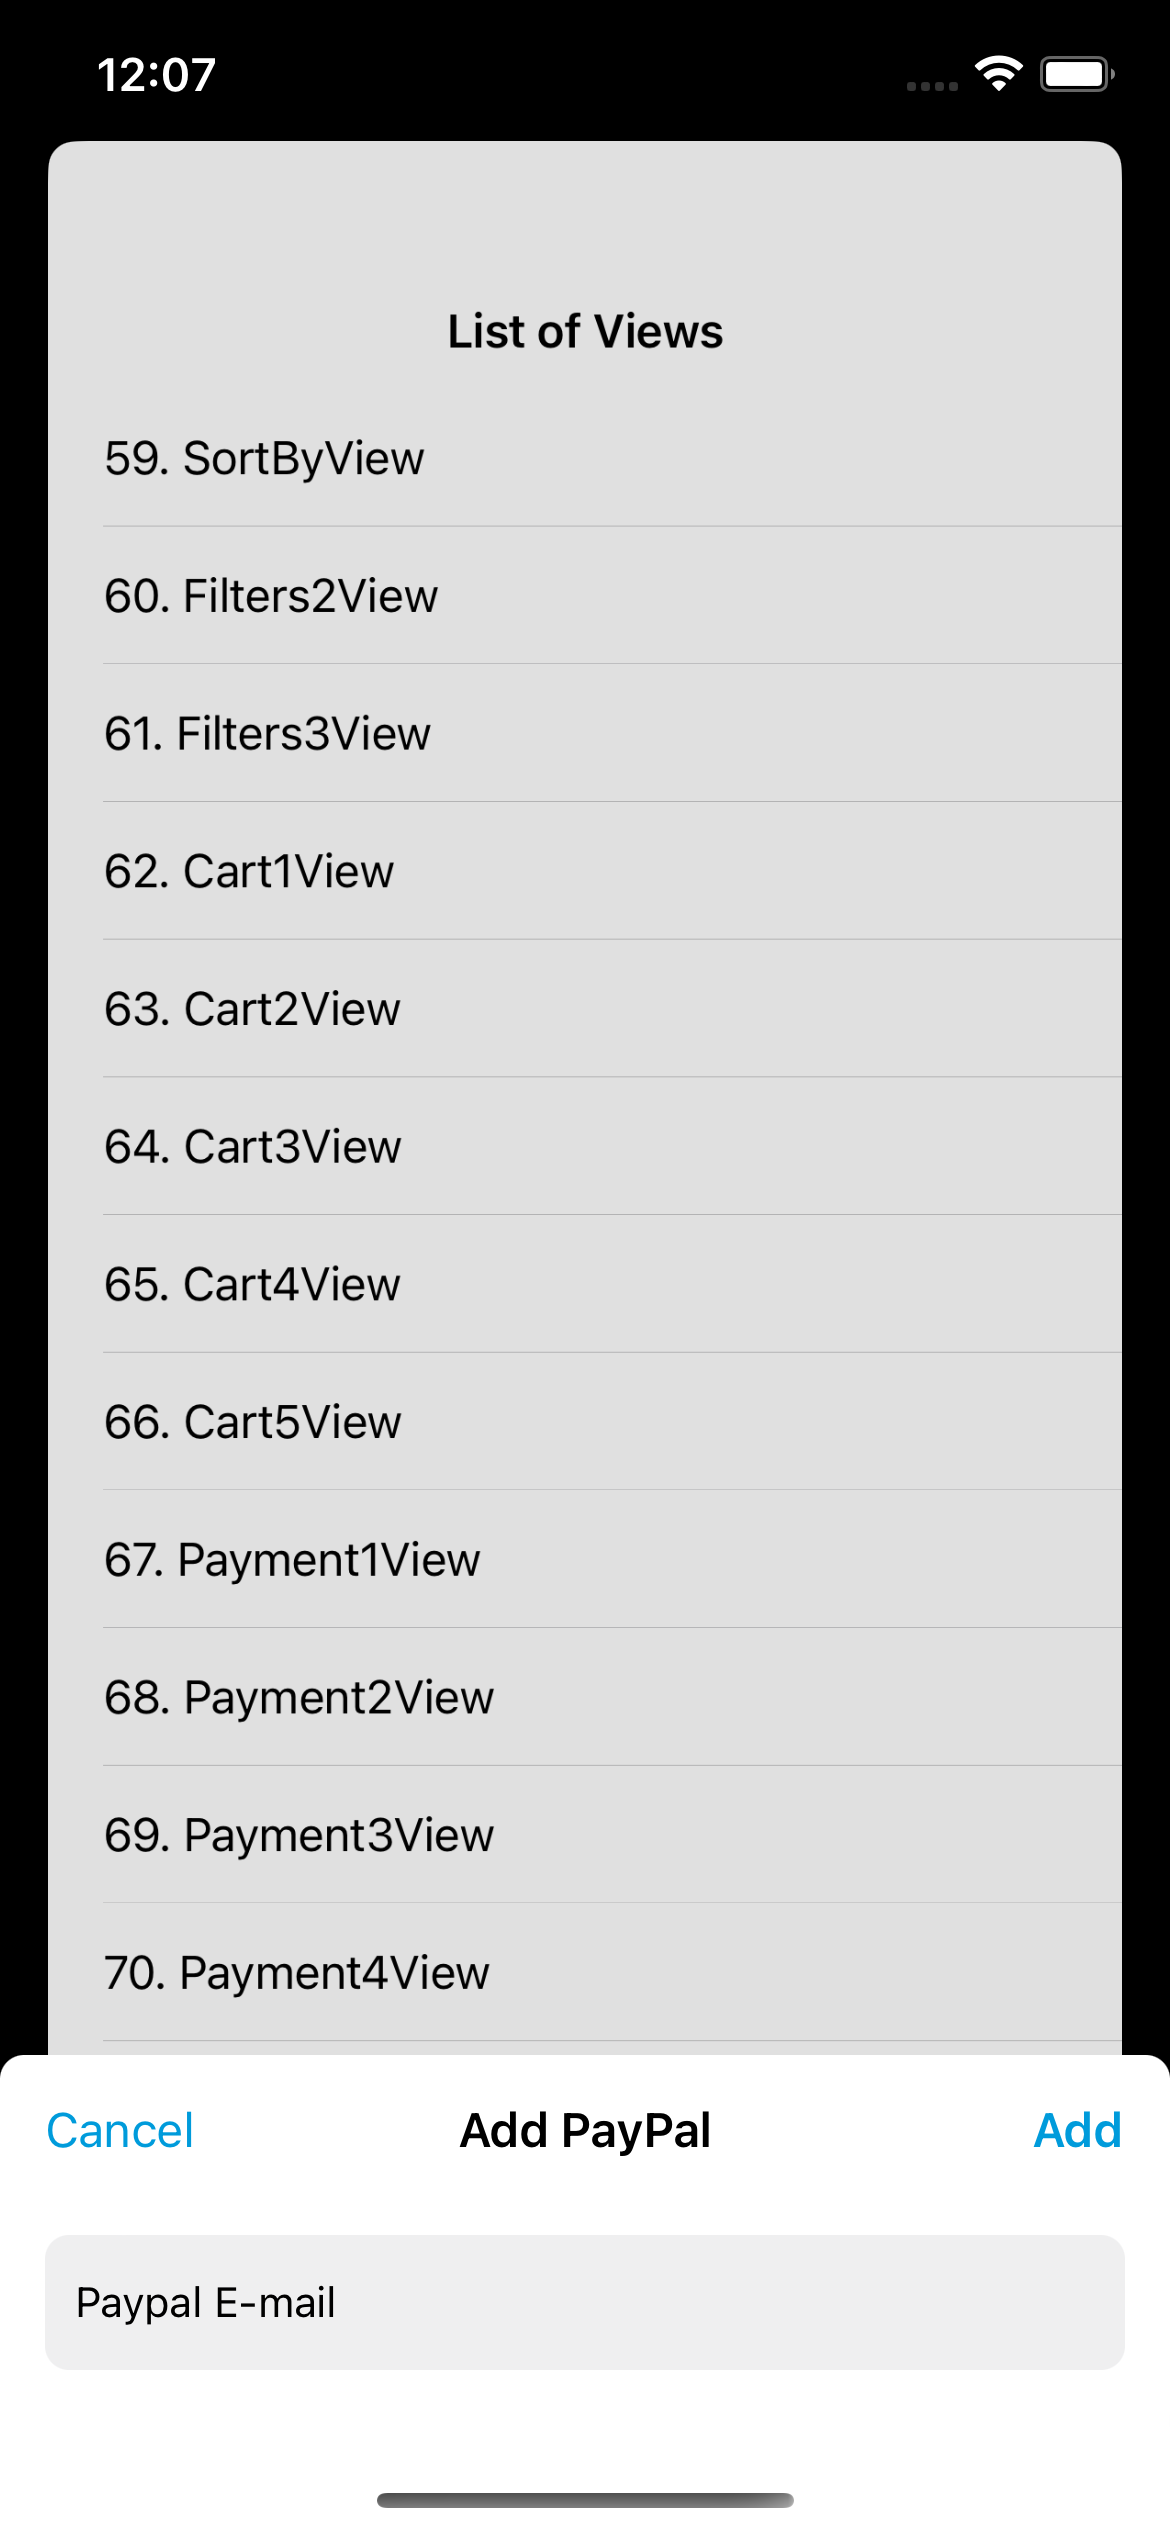 12:07
List of Views
59. SortByView
60. Filters2View
61. Filters3View
62. Cart1View
63. Cart2View
64. Cart3View
65. Cart4View
66. Cart5View
67. Payment1View
68. Payment2View
69. Payment3View
70. Payment4View
Cancel Add PayPal Add
Paypal E-mail